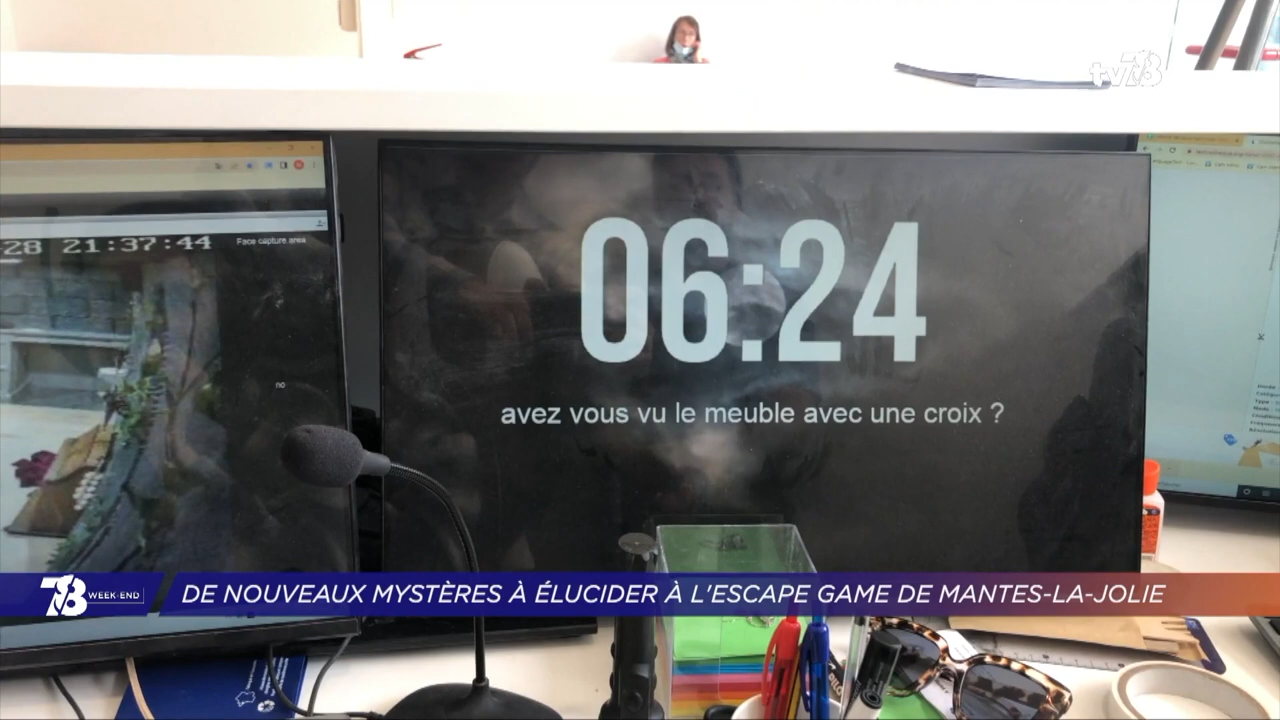 tv78
-28 21:37:44
Face capture area
no
06:24
avez vous vu le meuble avec une croix ?
78 WEEK-END
DE NOUVEAUX MYSTÈRES À ÉLUCIDER À L'ESCAPE GAME DE MANTES-LA-JOLIE